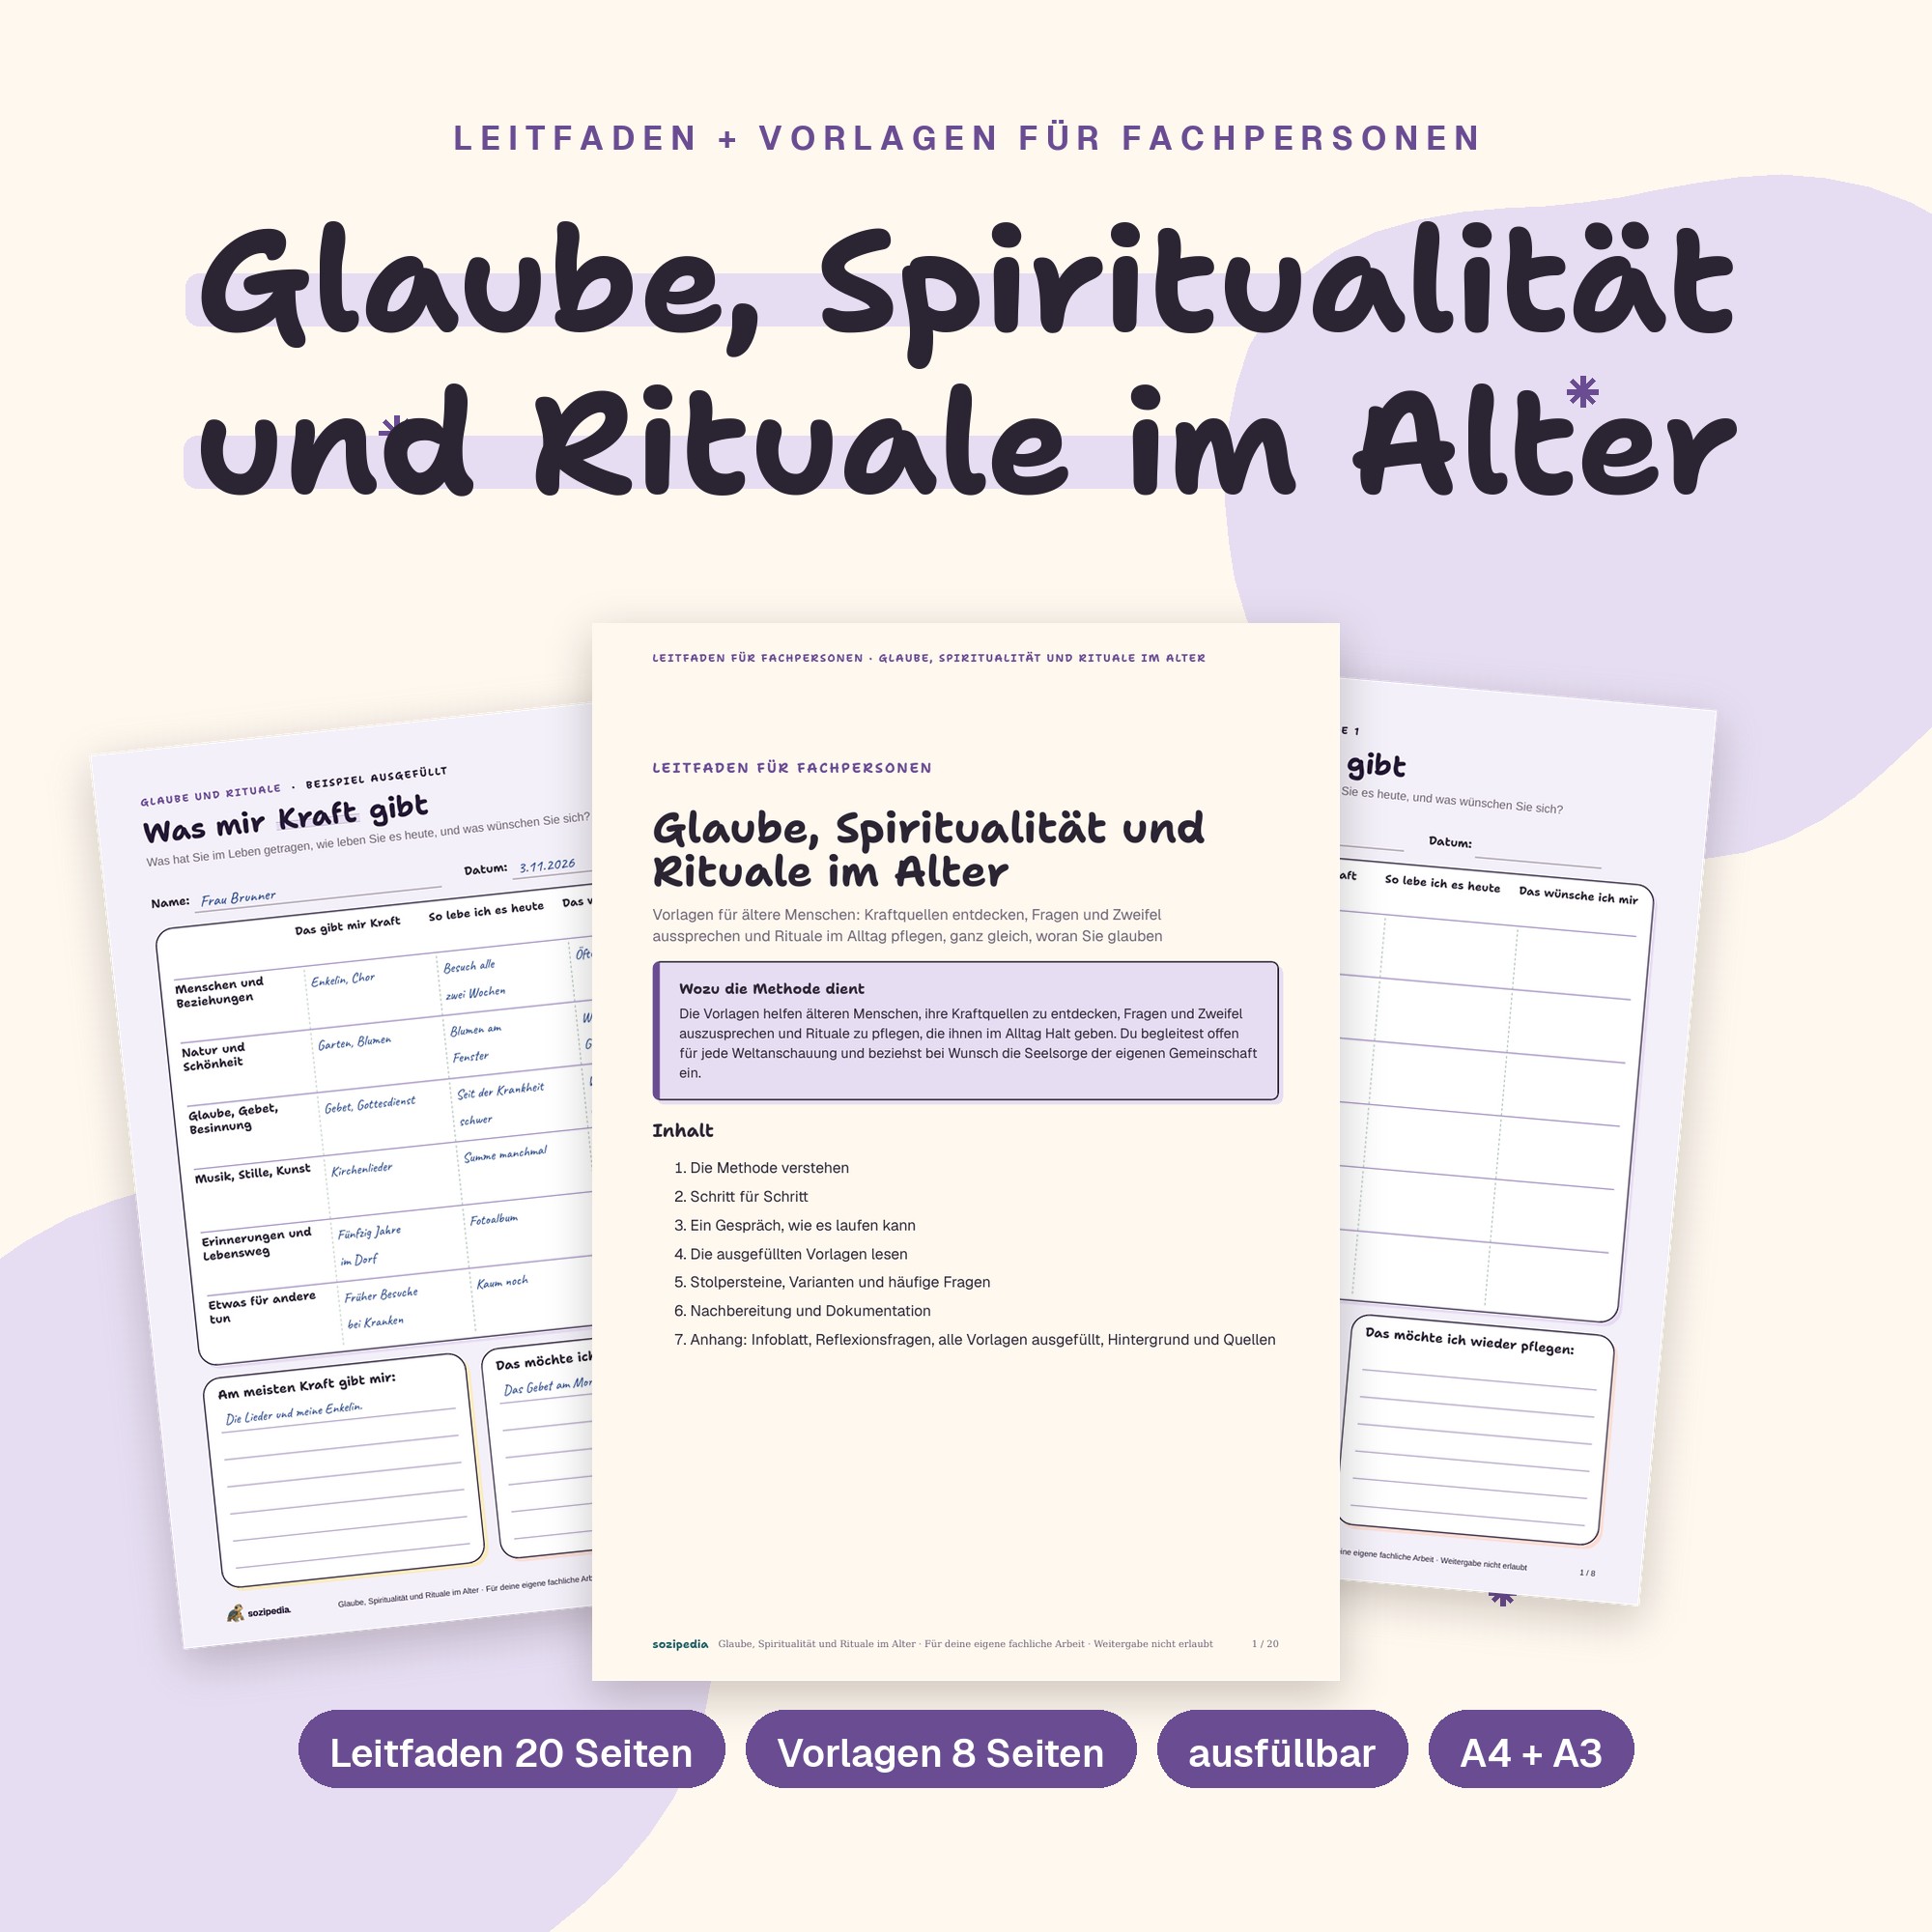 LEITFADEN + VORLAGEN FÜR FACHPERSONEN
Glaube, Spiritualität
und Rituale im Alter
GLAUBE UND RITUALE · BEISPIEL AUSGEFÜLLT
Was mir Kraft gibt
Was hat Sie im Leben getragen, wie leben Sie es heute, und was wünschen Sie sich?
Name: Frau Brunner Datum: 3.11.2026
Das gibt mir Kraft So lebe ich es heute
Menschen und
Beziehungen
Enkelin, Chor
Besuch alle
zwei Wochen
Natur und
Schönheit
Garten, Blumen
Blumen am
Fenster
Glaube, Gebet,
Besinnung
Gebet, Gottesdienst
Seit der Krankheit
schwer
Musik, Stille, Kunst
Kirchenlieder
Summe manchmal
Erinnerungen und
Lebensweg
Fünfzig Jahre
im Dorf
Fotoalbum
Etwas für andere
tun
Früher Besuche
bei Kranken
Kaum noch
Am meisten Kraft gibt mir:
Die Lieder und meine Enkelin.
Das möchte ich
Das Gebet am
sozipedia.
Glaube, Spiritualität und Rituale im Alter · Für deine eigene fachliche
LEITFADEN FÜR FACHPERSONEN · GLAUBE, SPIRITUALITÄT UND RITUALE IM ALTER
LEITFADEN FÜR FACHPERSONEN
Glaube, Spiritualität und
Rituale im Alter
Vorlagen für ältere Menschen: Kraftquellen entdecken, Fragen und Zweifel
aussprechen und Rituale im Alltag pflegen, ganz gleich, woran Sie glauben
Wozu die Methode dient
Die Vorlagen helfen älteren Menschen, ihre Kraftquellen zu entdecken, Fragen und Zweifel
auszusprechen und Rituale zu pflegen, die ihnen im Alltag Halt geben. Du begleitest offen
für jede Weltanschauung und beziehst bei Wunsch die Seelsorge der eigenen Gemeinschaft
ein.
Inhalt
1. Die Methode verstehen
2. Schritt für Schritt
3. Ein Gespräch, wie es laufen kann
4. Die ausgefüllten Vorlagen lesen
5. Stolpersteine, Varianten und häufige Fragen
6. Nachbereitung und Dokumentation
7. Anhang: Infoblatt, Reflexionsfragen, alle Vorlagen ausgefüllt, Hintergrund und Quellen
sozipedia Glaube, Spiritualität und Rituale im Alter · Für deine eigene fachliche Arbeit · Weitergabe nicht erlaubt 1 / 20
1
gibt
Sie es heute, und was wünschen Sie sich?
Datum:
So lebe ich es heute Das wünsche ich mir
Das möchte ich wieder pflegen:
eigene fachliche Arbeit · Weitergabe nicht erlaubt 1 / 8
Leitfaden 20 Seiten
Vorlagen 8 Seiten
ausfüllbar
A4 + A3